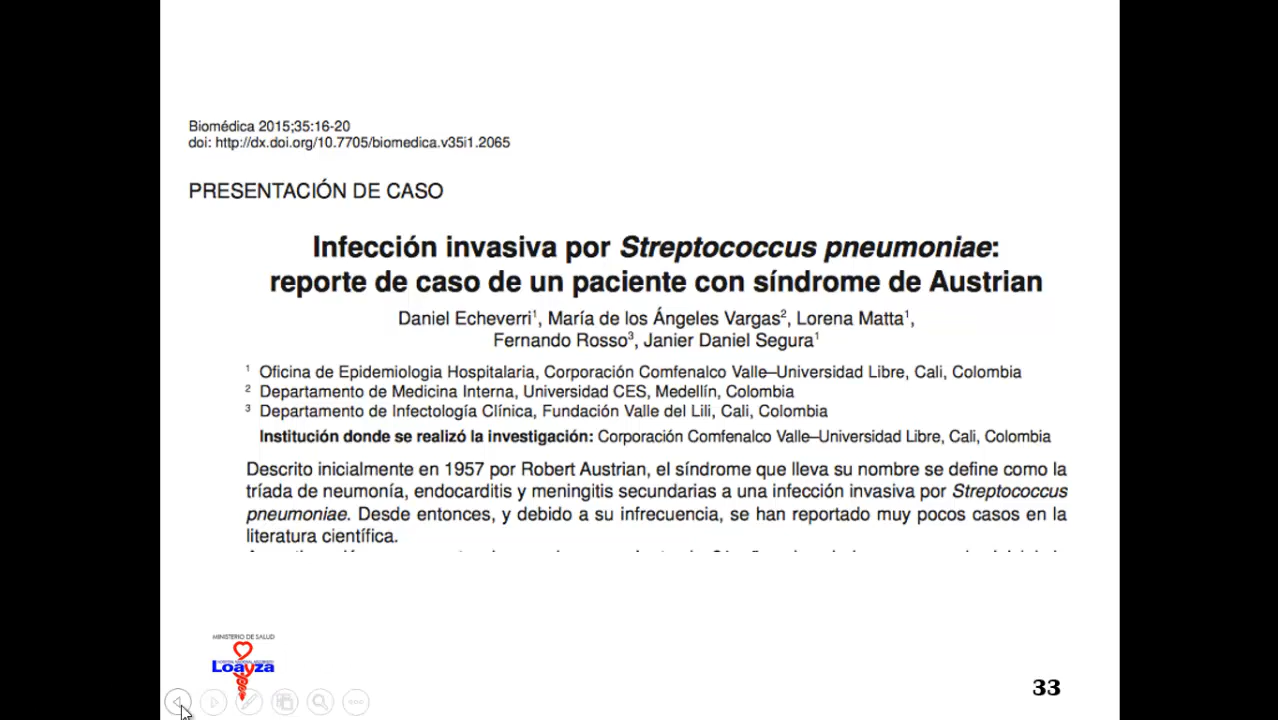 Biomédica 2015;35:16-20
doi: http://dx.doi.org/10.7705/biomedica.v35i1.2065
PRESENTACIÓN DE CASO
Infección invasiva por Streptococcus pneumoniae:
reporte de caso de un paciente con síndrome de Austrian
Daniel Echeverri¹, María de los Ángeles Vargas², Lorena Matta¹,
Fernando Rosso³, Janier Daniel Segura¹
¹ Oficina de Epidemiologia Hospitalaria, Corporación Comfenalco Valle–Universidad Libre, Cali, Colombia
² Departamento de Medicina Interna, Universidad CES, Medellín, Colombia
³ Departamento de Infectología Clínica, Fundación Valle del Lili, Cali, Colombia
Institución donde se realizó la investigación: Corporación Comfenalco Valle–Universidad Libre, Cali, Colombia
Descrito inicialmente en 1957 por Robert Austrian, el síndrome que lleva su nombre se define como la
tríada de neumonía, endocarditis y meningitis secundarias a una infección invasiva por Streptococcus
pneumoniae. Desde entonces, y debido a su infrecuencia, se han reportado muy pocos casos en la
literatura científica.
MINISTERIO DE SALUD
Loayza
33